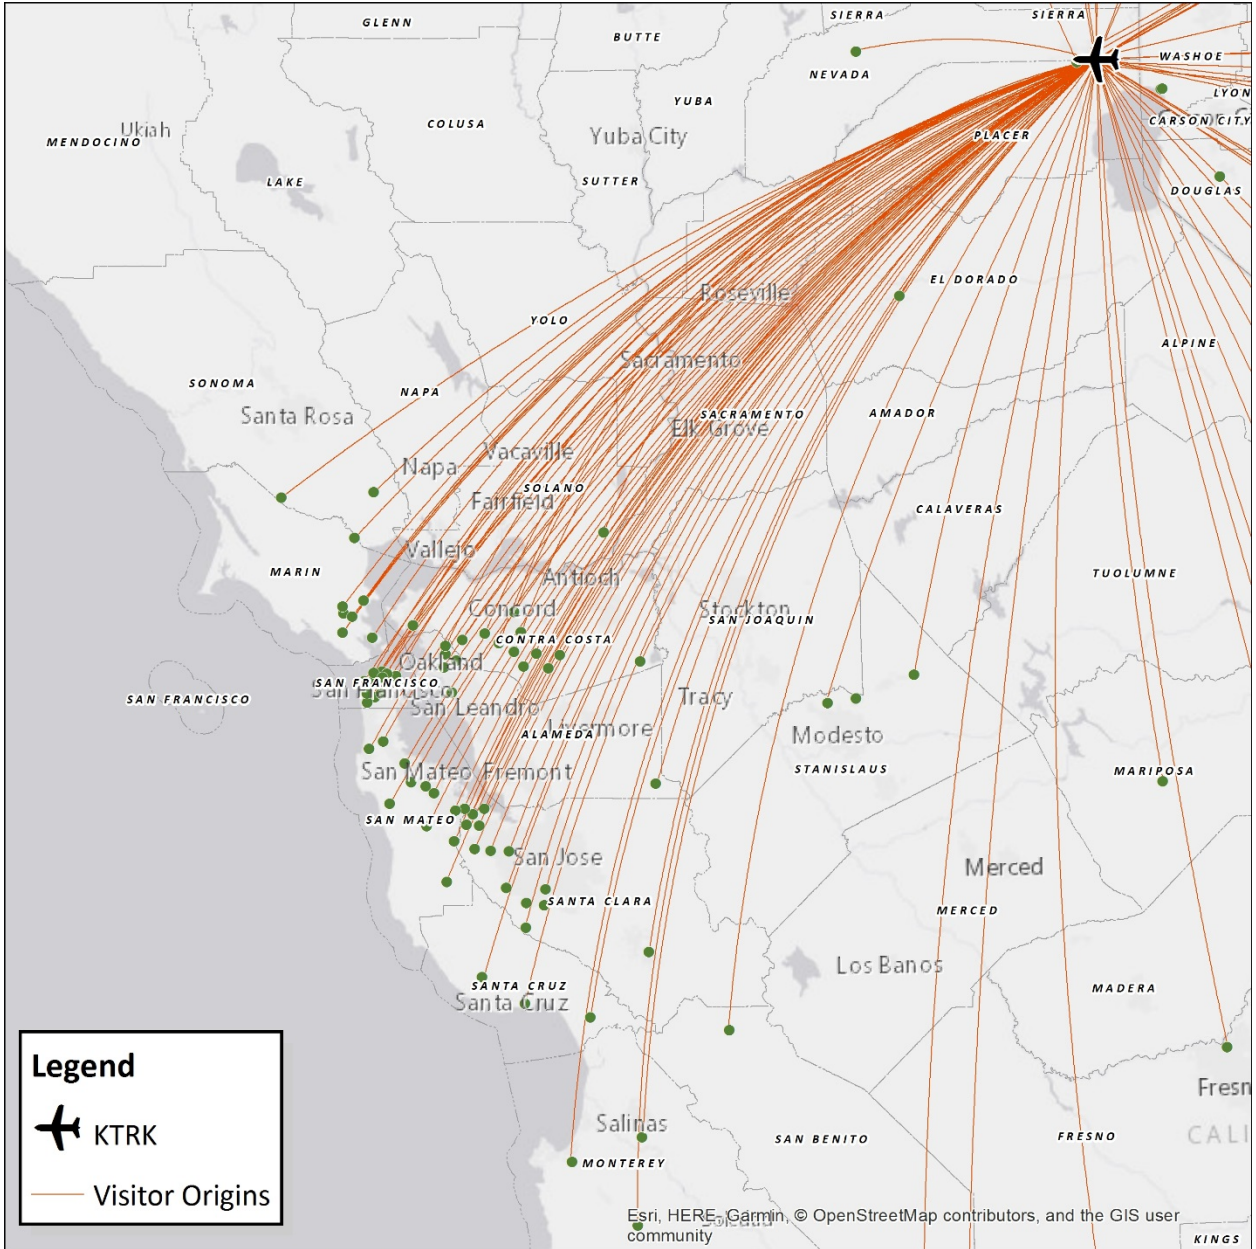 GLENN
SIERRA
SIERRA
BUTTE
WASHOE
NEVADA
LYON
YUBA
CARSON CITY
COLUSA
Ukiah
Yuba City
PLACER
MENDOCINO
LAKE
SUTTER
DOUGLAS
EL DORADO
Roseville
YOLO
ALPINE
Sacramento
SONOMA
NAPA
Santa Rosa
SACRAMENTO
AMADOR
Elk Grove
Vacaville
Napa
SOLANO
Fairfield
CALAVERAS
Vallejo
MARIN
Antioch
TUOLUMNE
Concord
Stockton
SAN JOAQUIN
CONTRA COSTA
Oakland
SAN FRANCISCO
San Francisco
SAN FRANCISCO
Tracy
San Leandro
Livermore
ALAMEDA
Modesto
San Mateo
Fremont
STANISLAUS
MARIPOSA
SAN MATEO
San Jose
Merced
SANTA CLARA
MERCED
Los Banos
SANTA CRUZ
MADERA
Santa Cruz
Legend
KTRK
Visitor Origins
Fresn
Salinas
SAN BENITO
FRESNO
CALI
MONTEREY
Soledad
Esri, HERE, Garmin, © OpenStreetMap contributors, and the GIS user
community
KINGS